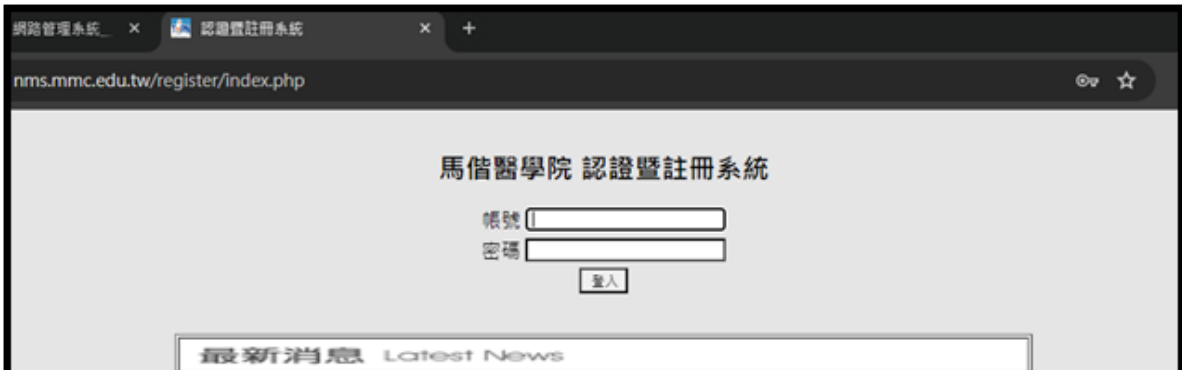 網路管理系統_
認證暨註冊系統
nms.mmc.edu.tw/register/index.php
馬偕醫學院 認證暨註冊系統
帳號
密碼
登入
最新消息 Latest News